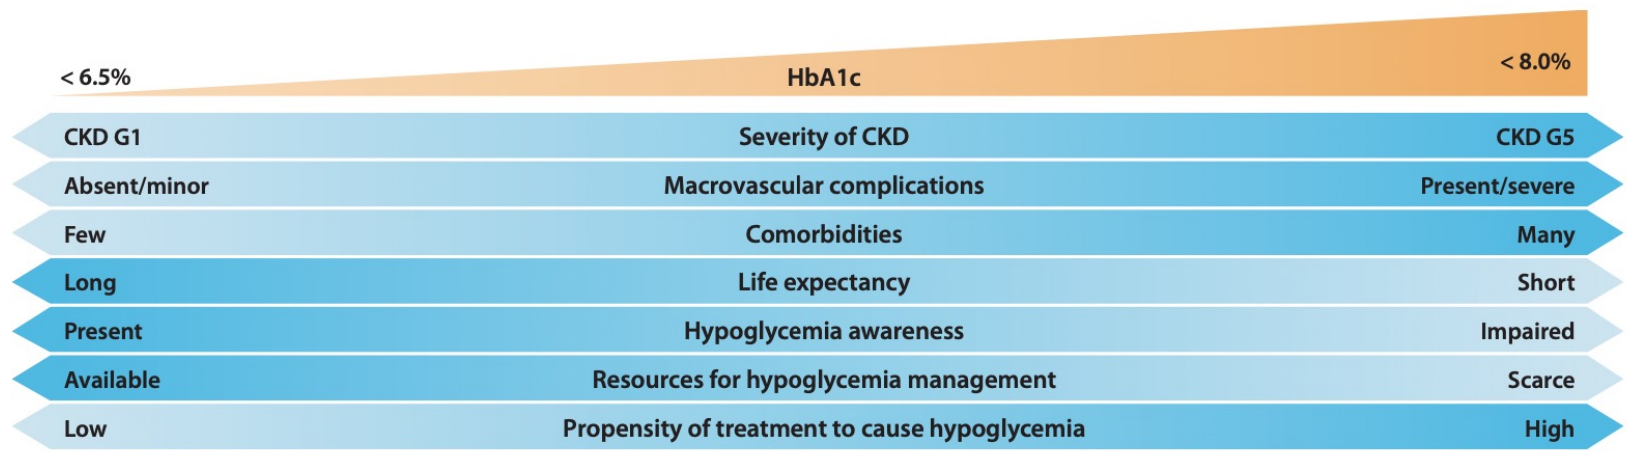 < 6.5% HbA1c < 8.0%
CKD G1 Severity of CKD CKD G5
Absent/minor Macrovascular complications Present/severe
Few Comorbidities Many
Long Life expectancy Short
Present Hypoglycemia awareness Impaired
Available Resources for hypoglycemia management Scarce
Low Propensity of treatment to cause hypoglycemia High